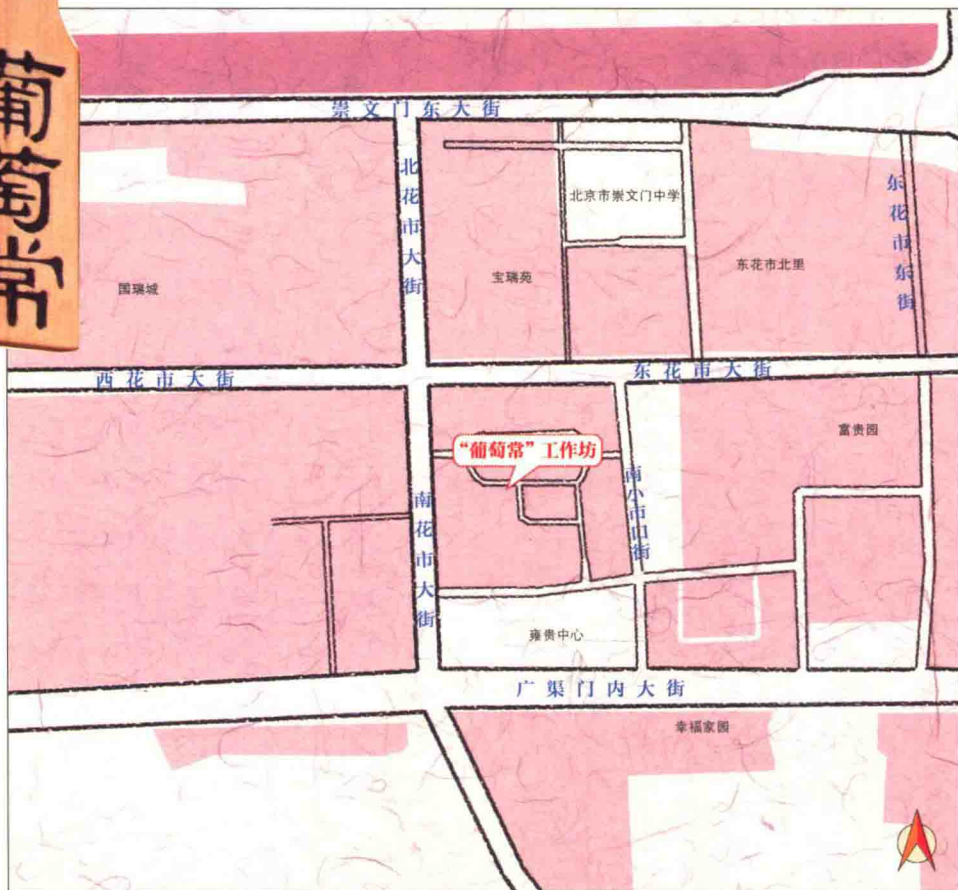 葡萄常
崇文门东大街
北花市大街
北京市崇文门中学
东花市东街
宝瑞苑
东花市北里
国瑞城
西花市大街
东花市大街
富贵园
“葡萄常”工作坊
南小市口街
南花市大街
雍贵中心
广渠门内大街
幸福家园